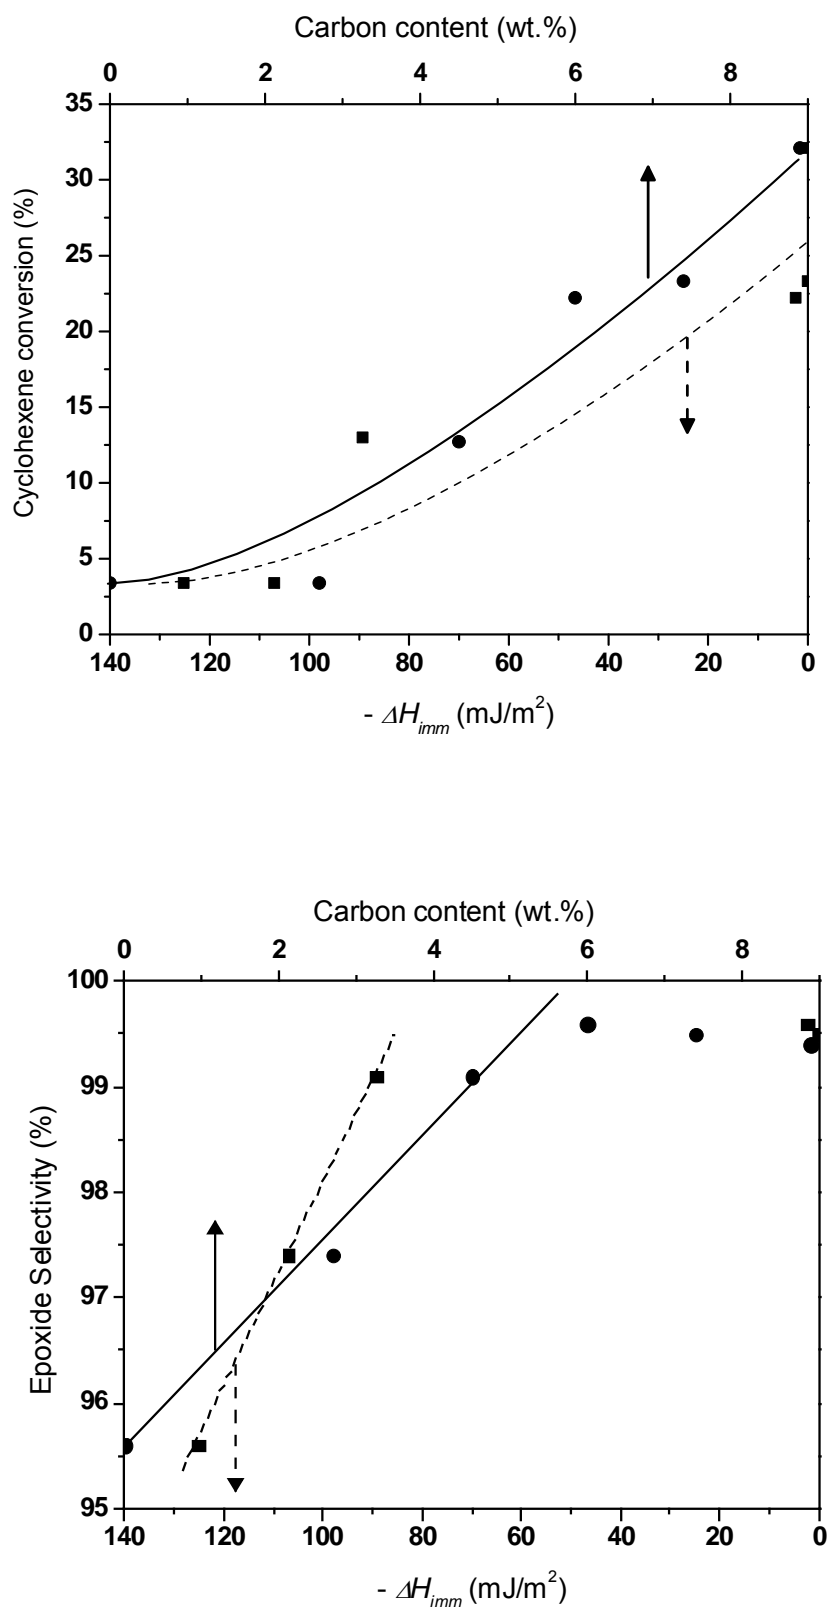 Carbon content (wt.%)
0 2 4 6 8
35
30
25
20
15
10
5
0
Cyclohexene conversion (%)
140 120 100 80 60 40 20 0
- ΔH_imm (mJ/m²)
Carbon content (wt.%)
0 2 4 6 8
100
99
98
97
96
95
Epoxide Selectivity (%)
140 120 100 80 60 40 20 0
- ΔH_imm (mJ/m²)